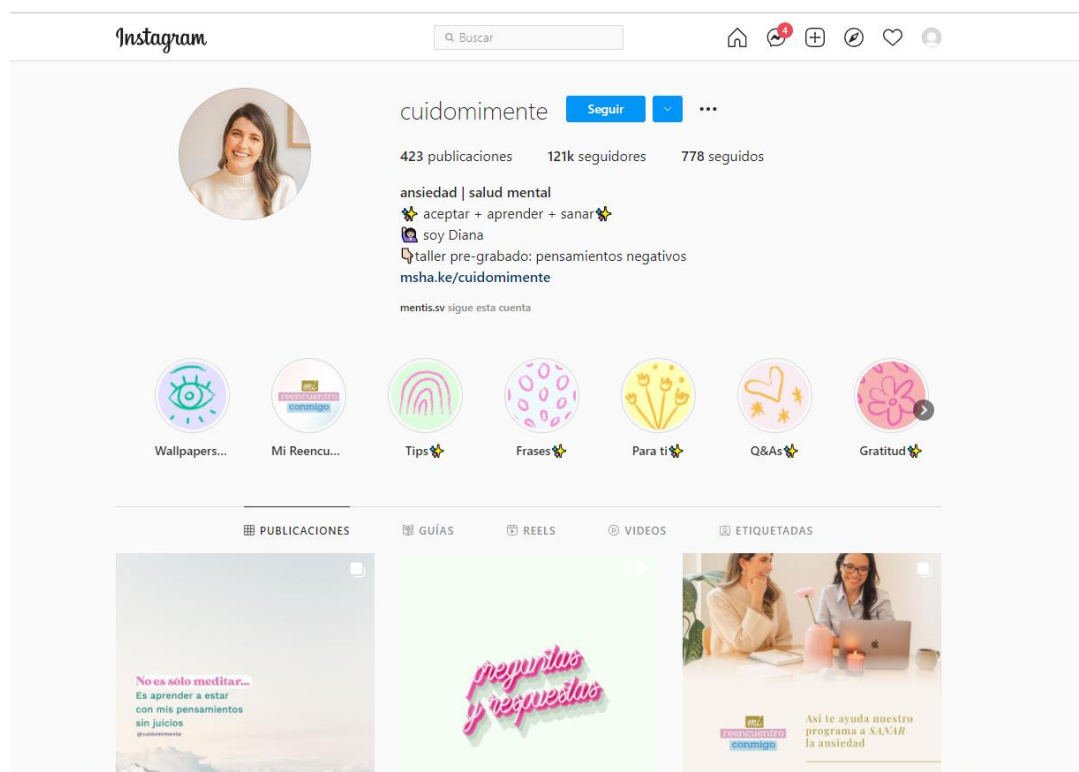 Instagram
Buscar
4
cuidomimente
Seguir
423 publicaciones 121k seguidores 778 seguidos
ansiedad | salud mental
✨ aceptar + aprender + sanar✨
🙋🏻‍♀️ soy Diana
👇🏻taller pre-grabado: pensamientos negativos
msha.ke/cuidomimente
mentis.sv sigue esta cuenta
mi
reencuentro
conmigo
Wallpapers... Mi Reencu... Tips✨ Frases✨ Para ti✨ Q&As✨ Gratitud✨
PUBLICACIONES GUÍAS REELS VIDEOS ETIQUETADAS
No es sólo meditar...
Es aprender a estar
con mis pensamientos
sin juicios
@cuidomimente
preguntas
y respuestas
mi
reencuentro
conmigo
Así te ayuda nuestro
programa a SANAR
la ansiedad